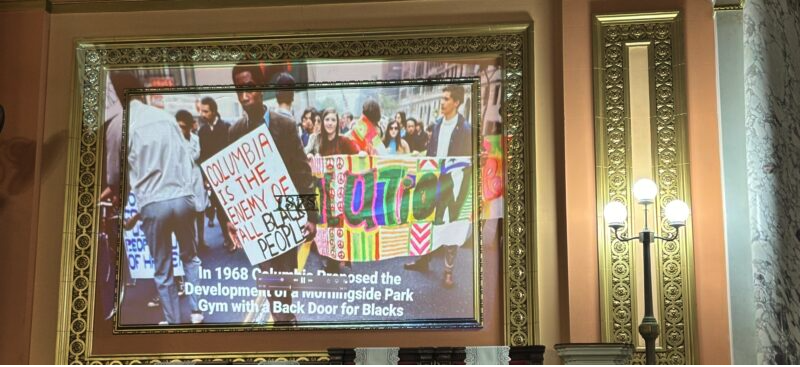 COLUMBIA
IS THE
ENEMY OF
ALL BLACK
PEOPLE
LUTION
In 1968 Columbia Proposed the
Development of a Morningside Park
Gym with a Back Door for Blacks